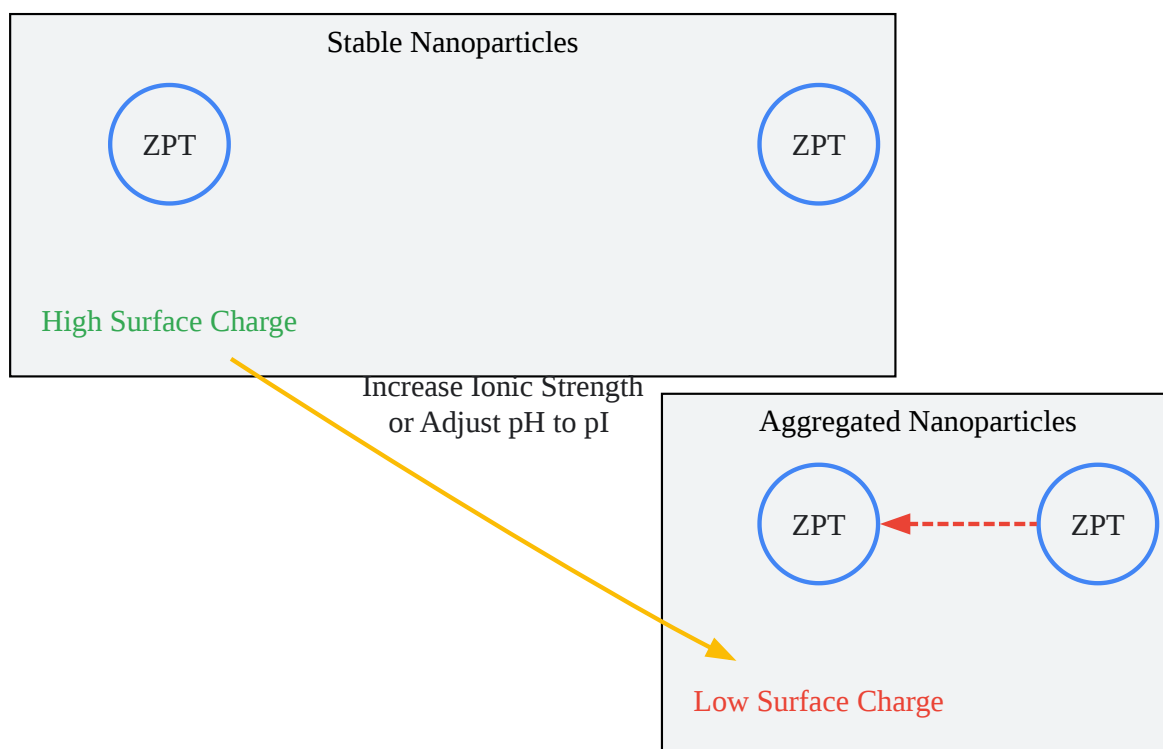 Stable Nanoparticles
ZPT
ZPT
High Surface Charge
Increase Ionic Strength
or Adjust pH to pI
Aggregated Nanoparticles
ZPT
ZPT
Low Surface Charge